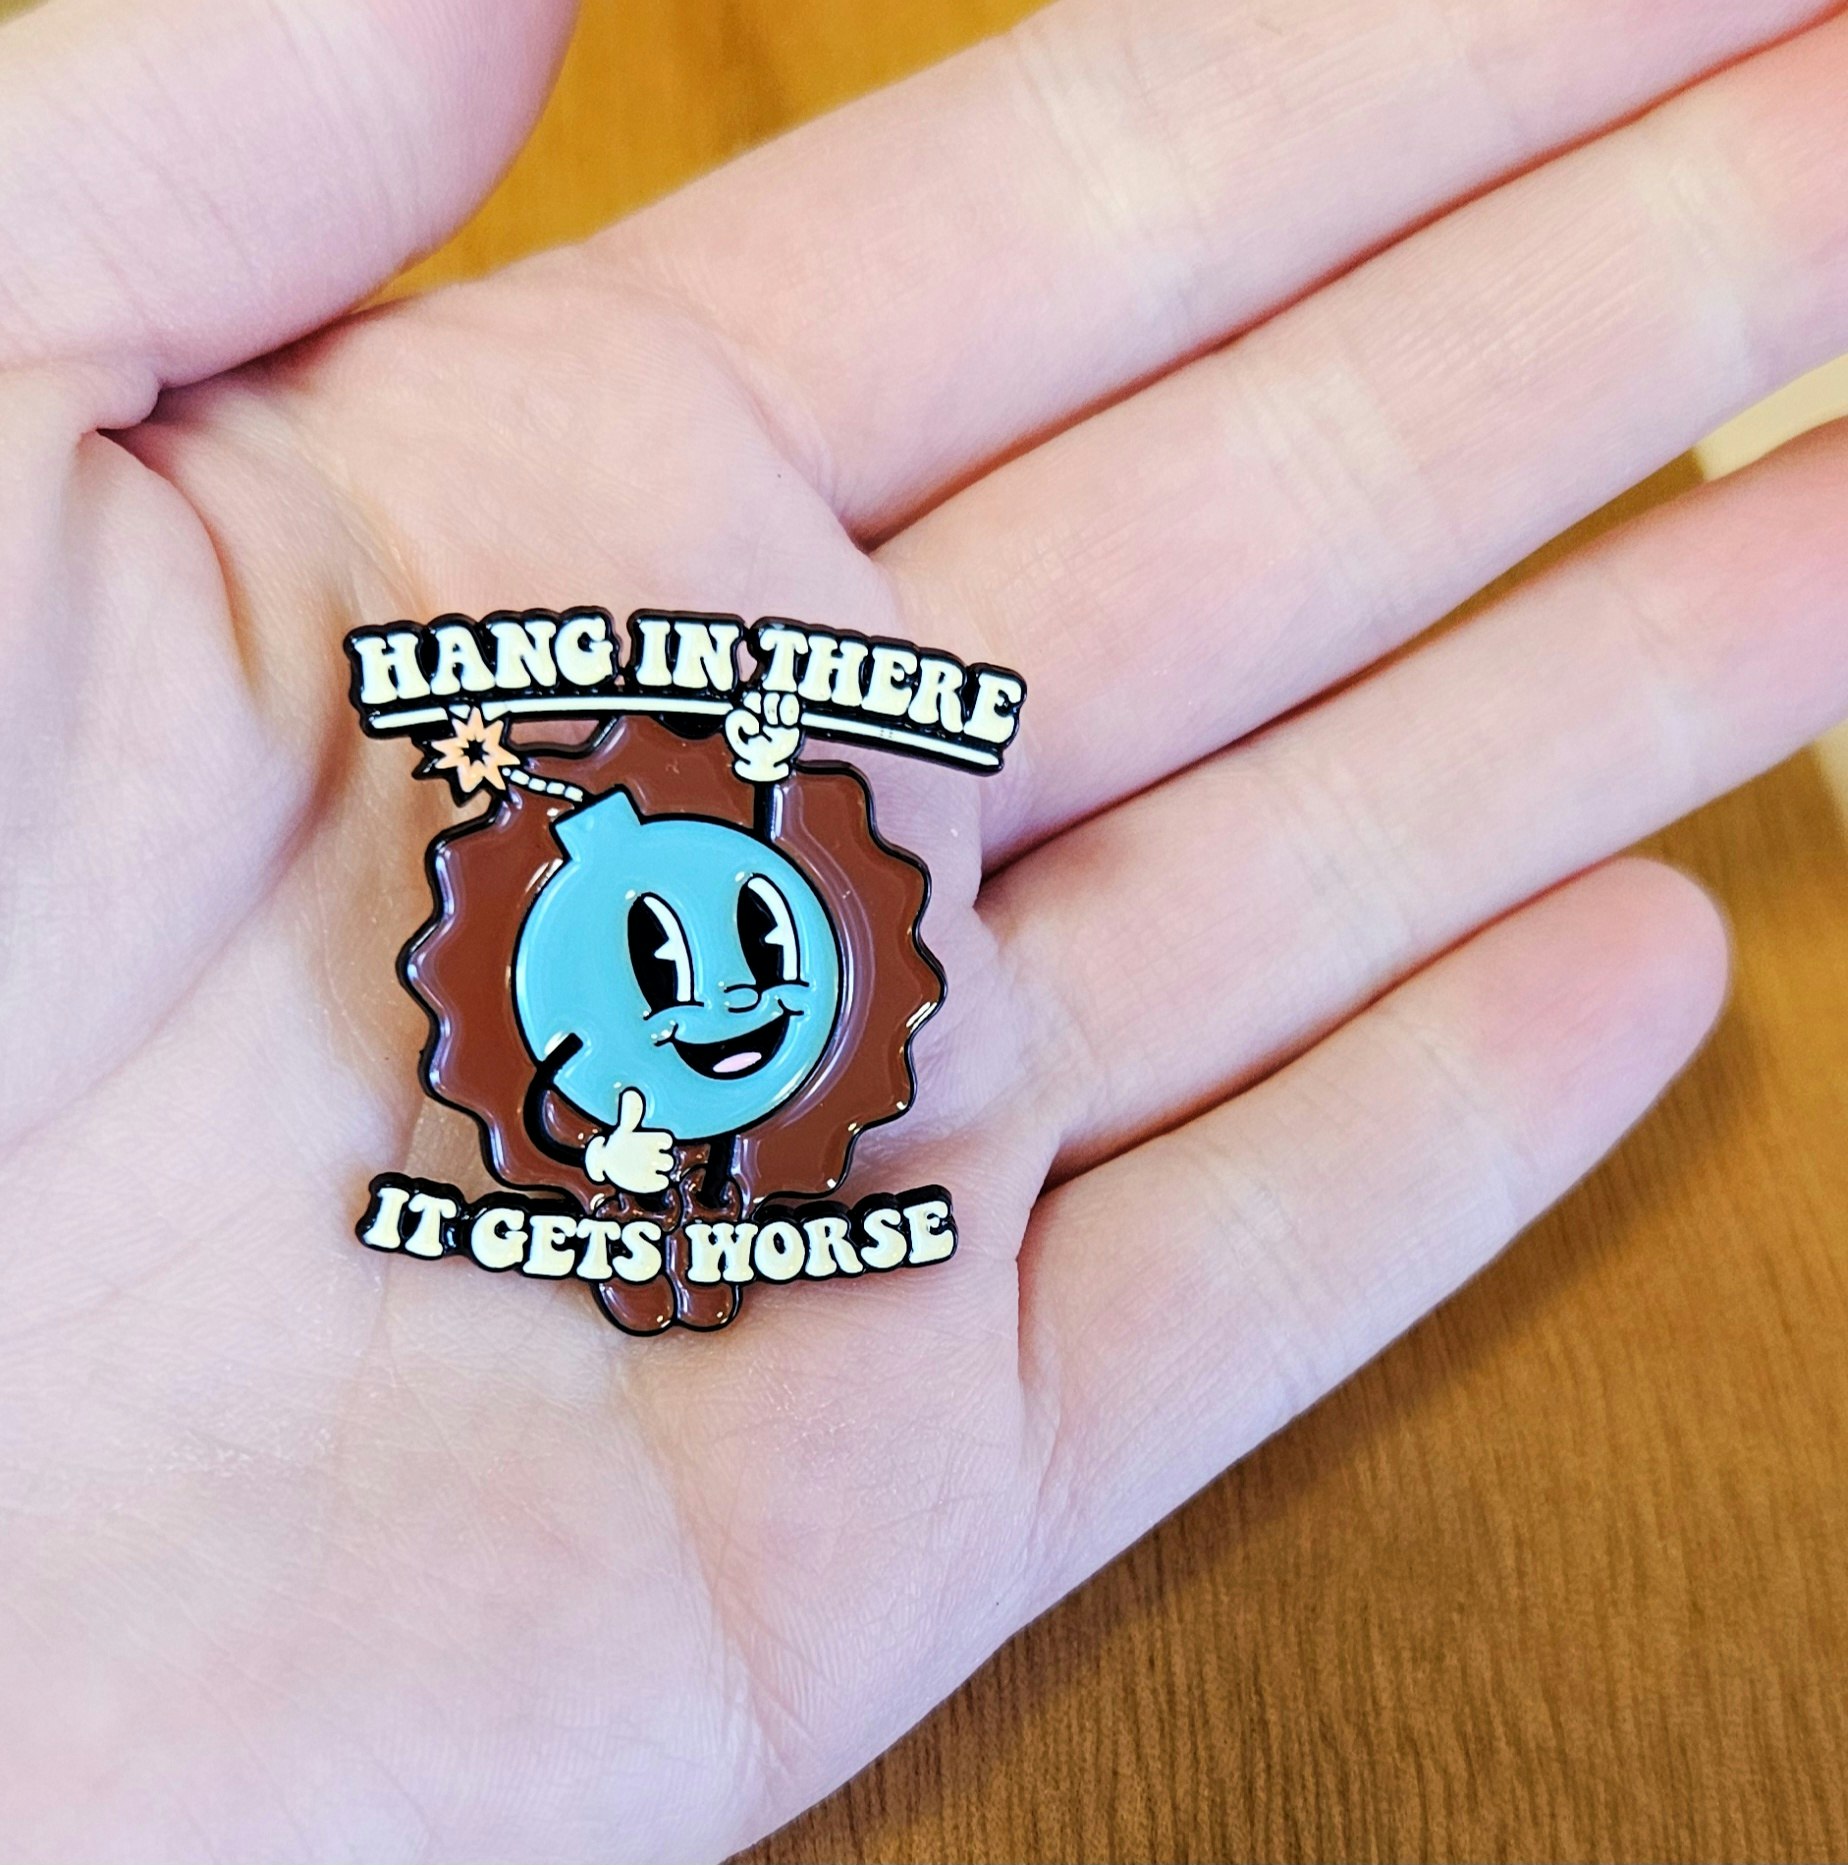 HANG IN THERE
IT GETS WORSE